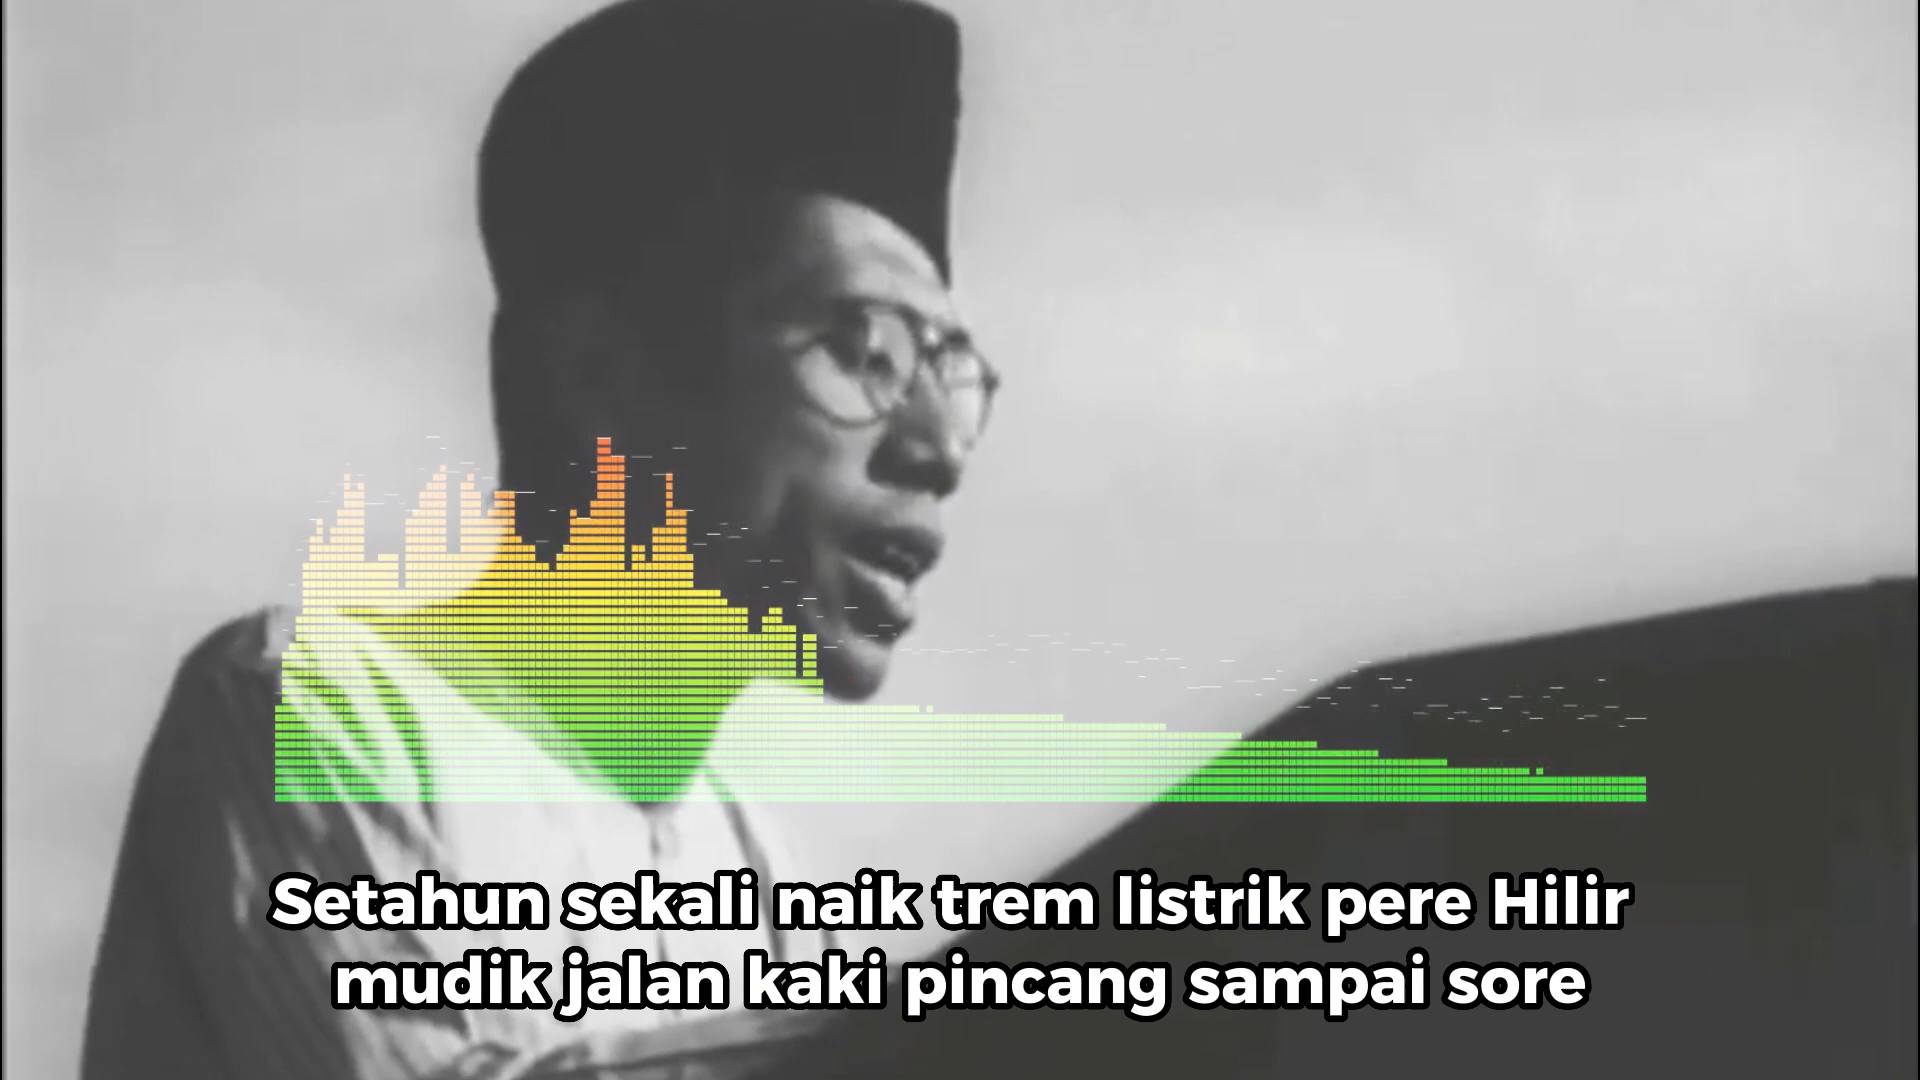 Setahun sekali naik trem listrik pere Hilir
mudik jalan kaki pincang sampai sore